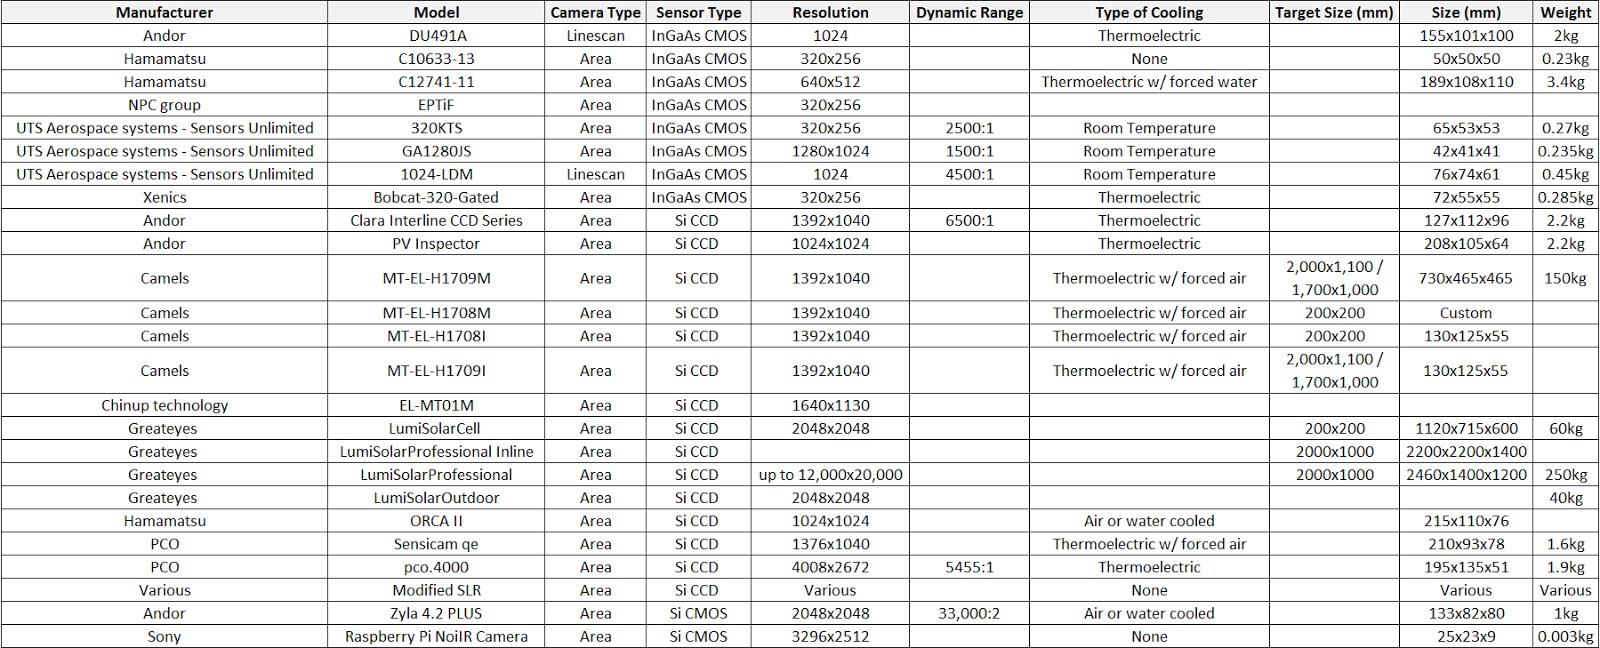 Manufacturer Model Camera Type Sensor Type Resolution Dynamic Range Type of Cooling Target Size (mm) Size (mm) Weight
Andor DU491A Linescan InGaAs CMOS 1024 Thermoelectric 155x101x100 2kg
Hamamatsu C10633-13 Area InGaAs CMOS 320x256 None 50x50x50 0.23kg
Hamamatsu C12741-11 Area InGaAs CMOS 640x512 Thermoelectric w/ forced water 189x108x110 3.4kg
NPC group EPTiF Area InGaAs CMOS 320x256
UTS Aerospace systems - Sensors Unlimited 320KTS Area InGaAs CMOS 320x256 2500:1 Room Temperature 65x53x53 0.27kg
UTS Aerospace systems - Sensors Unlimited GA1280JS Area InGaAs CMOS 1280x1024 1500:1 Room Temperature 42x41x41 0.235kg
UTS Aerospace systems - Sensors Unlimited 1024-LDM Linescan InGaAs CMOS 1024 4500:1 Room Temperature 76x74x61 0.45kg
Xenics Bobcat-320-Gated Area InGaAs CMOS 320x256 Thermoelectric 72x55x55 0.285kg
Andor Clara Interline CCD Series Area Si CCD 1392x1040 6500:1 Thermoelectric 127x112x96 2.2kg
Andor PV Inspector Area Si CCD 1024x1024 Thermoelectric 208x105x64 2.2kg
Camels MT-EL-H1709M Area Si CCD 1392x1040 Thermoelectric w/ forced air 2,000x1,100 / 730x465x465 150kg
1,700x1,000
Camels MT-EL-H1708M Area Si CCD 1392x1040 Thermoelectric w/ forced air 200x200 Custom
Camels MT-EL-H1708I Area Si CCD 1392x1040 Thermoelectric w/ forced air 200x200 130x125x55
Camels MT-EL-H1709I Area Si CCD 1392x1040 Thermoelectric w/ forced air 2,000x1,100 / 130x125x55
1,700x1,000
Chinup technology EL-MT01M Area Si CCD 1640x1130
Greateyes LumiSolarCell Area Si CCD 2048x2048 200x200 1120x715x600 60kg
Greateyes LumiSolarProfessional Inline Area Si CCD 2000x1000 2200x2200x1400
Greateyes LumiSolarProfessional Area Si CCD up to 12,000x20,000 2000x1000 2460x1400x1200 250kg
Greateyes LumiSolarOutdoor Area Si CCD 2048x2048 40kg
Hamamatsu ORCA II Area Si CCD 1024x1024 Air or water cooled 215x110x76
PCO Sensicam qe Area Si CCD 1376x1040 Thermoelectric w/ forced air 210x93x78 1.6kg
PCO pco.4000 Area Si CCD 4008x2672 5455:1 Thermoelectric 195x135x51 1.9kg
Various Modified SLR Area Si CCD Various None Various Various
Andor Zyla 4.2 PLUS Area Si CMOS 2048x2048 33,000:2 Air or water cooled 133x82x80 1kg
Sony Raspberry Pi NoiIR Camera Area Si CMOS 3296x2512 None 25x23x9 0.003kg